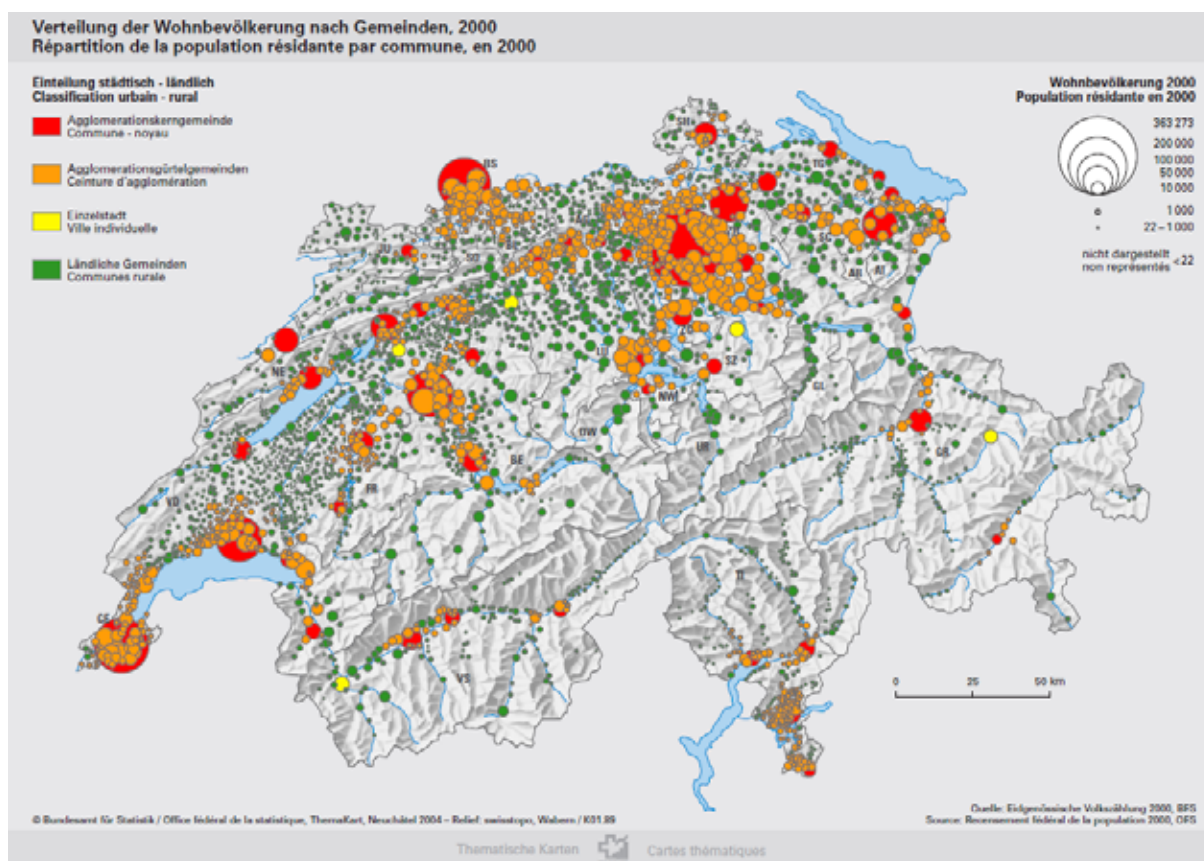 Verteilung der Wohnbevölkerung nach Gemeinden, 2000
Répartition de la population résidante par commune, en 2000
Einteilung städtisch - ländlich
Classification urbain - rural
Agglomerationskerngemeinde
Commune - noyau
Agglomerationsgürtelgemeinden
Ceinture d'agglomération
Einzelstadt
Ville individuelle
Ländliche Gemeinden
Communes rurale
Wohnbevölkerung 2000
Population résidante en 2000
363 273
200 000
100 000
50 000
10 000
1 000
22 – 1 000
nicht dargestellt
non représentés
<22
SH
BS
TG
JU
SO
SG
AR
AI
NE
LU
SZ
NW
GL
OW
BE
UR
GR
VD
FR
TI
GE
VS
0
25
50 km
© Bundesamt für Statistik / Office fédéral de la statistique, ThemaKart, Neuchâtel 2004 – Relief: swisstopo, Wabern / K01.89
Quelle: Eidgenössische Volkszählung 2000, BFS
Source: Recensement fédéral de la population 2000, OFS
Thematische Karten
Cartes thématiques